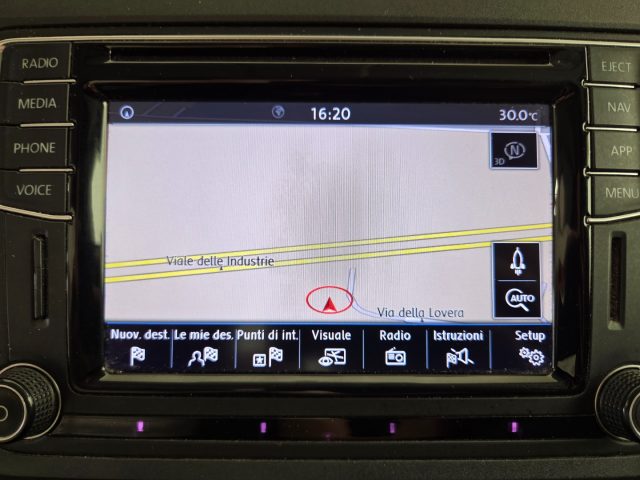 RADIO
MEDIA
PHONE
VOICE
EJECT
NAV
APP
MENU
16:20
30.0°C
N
3D
Viale delle Industrie
AUTO
Via della Lovera
Nuov. dest.
Le mie des.
Punti di int.
Visuale
Radio
Istruzioni
Setup